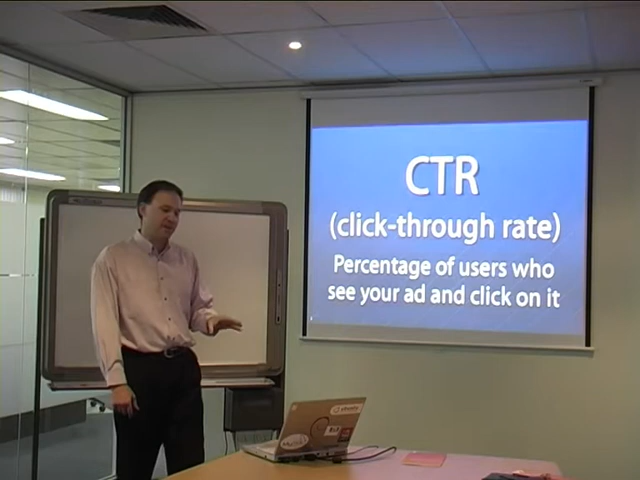 CTR
(click-through rate)
Percentage of users who
see your ad and click on it